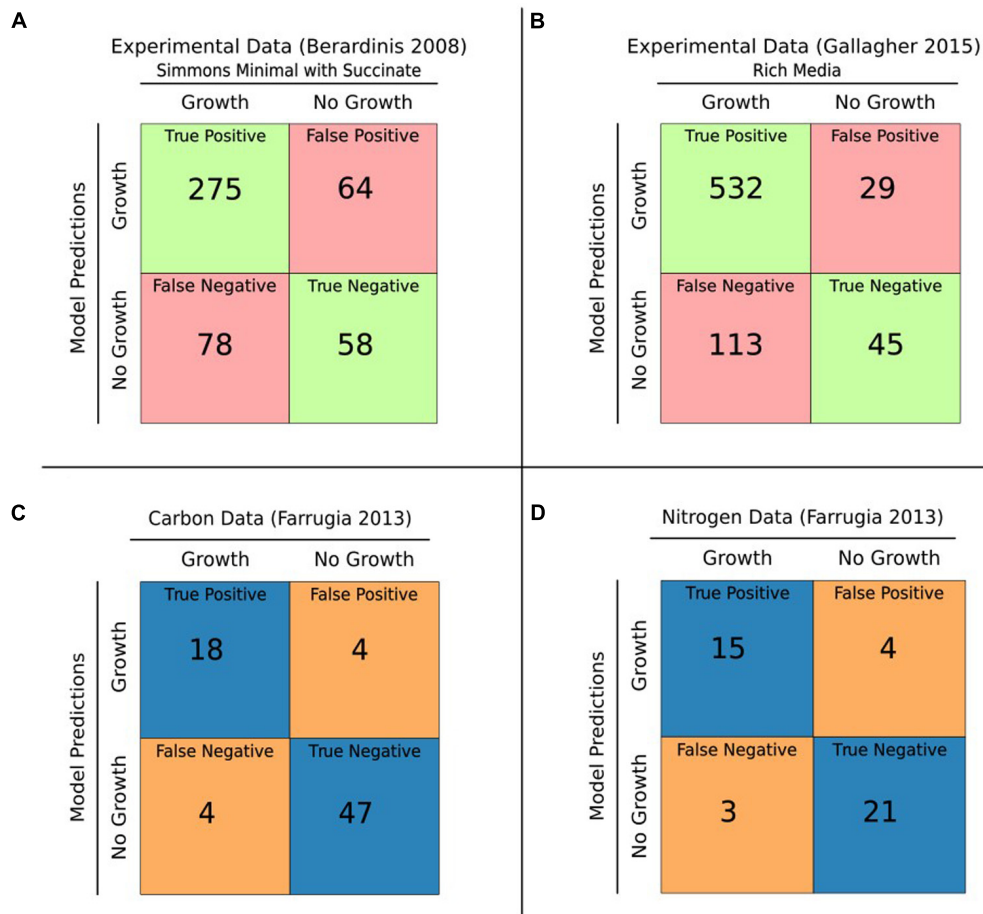 A
Experimental Data (Berardinis 2008)
Simmons Minimal with Succinate
Growth No Growth
Model Predictions
Growth
No Growth
True Positive False Positive
275 64
False Negative True Negative
78 58
B
Experimental Data (Gallagher 2015)
Rich Media
Growth No Growth
Model Predictions
Growth
No Growth
True Positive False Positive
532 29
False Negative True Negative
113 45
C
Carbon Data (Farrugia 2013)
Growth No Growth
Model Predictions
Growth
No Growth
True Positive False Positive
18 4
False Negative True Negative
4 47
D
Nitrogen Data (Farrugia 2013)
Growth No Growth
Model Predictions
Growth
No Growth
True Positive False Positive
15 4
False Negative True Negative
3 21